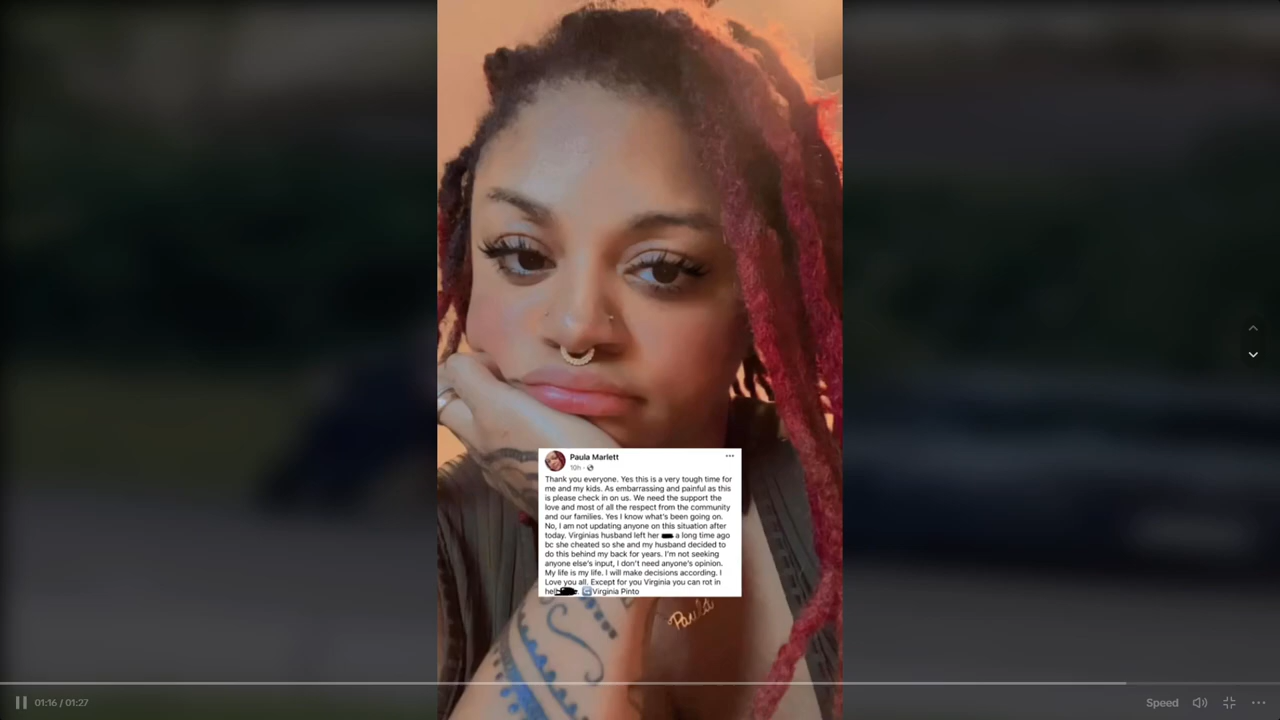 Paula Marlett
10h
Thank you everyone. Yes this is a very tough time for
me and my kids. As embarrassing and painful as this
is please check in on us. We need the support the
love and most of all the respect from the community
and our families. Yes I know what's been going on.
No, I am not updating anyone on this situation after
today. Virginias husband left her a long time ago
bc she cheated so she and my husband decided to
do this behind my back for years. I'm not seeking
anyone else's input, I don't need anyone's opinion.
My life is my life. I will make decisions according. I
Love you all. Except for you Virginia you can rot in
Virginia Pinto
Paula
01:16 / 01:27
Speed